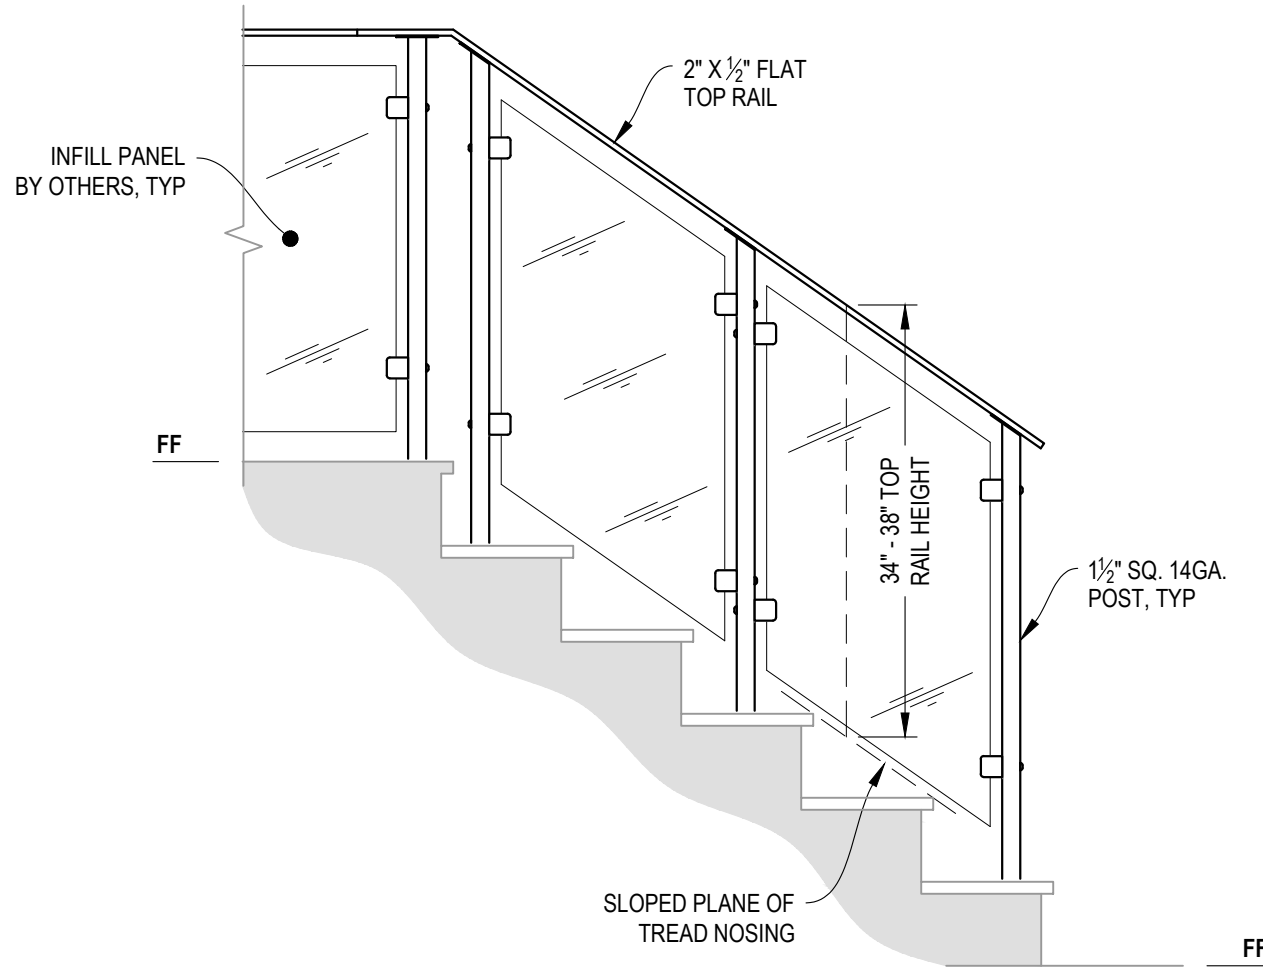 2" X ½" FLAT
TOP RAIL
INFILL PANEL
BY OTHERS, TYP
FF
34" - 38" TOP
RAIL HEIGHT
1½" SQ. 14GA.
POST, TYP
SLOPED PLANE OF
TREAD NOSING
FF